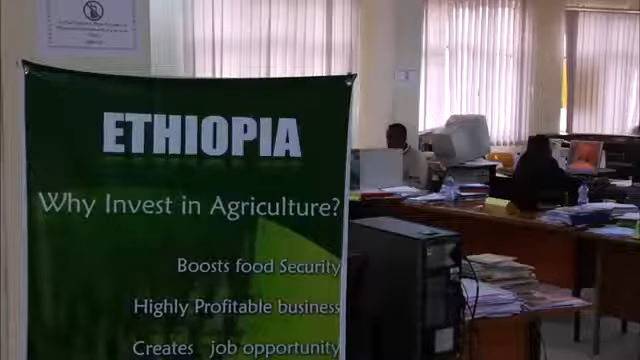 ETHIOPIA
Why Invest in Agriculture?
Boosts food Security
Highly Profitable business
Creates job opportunity